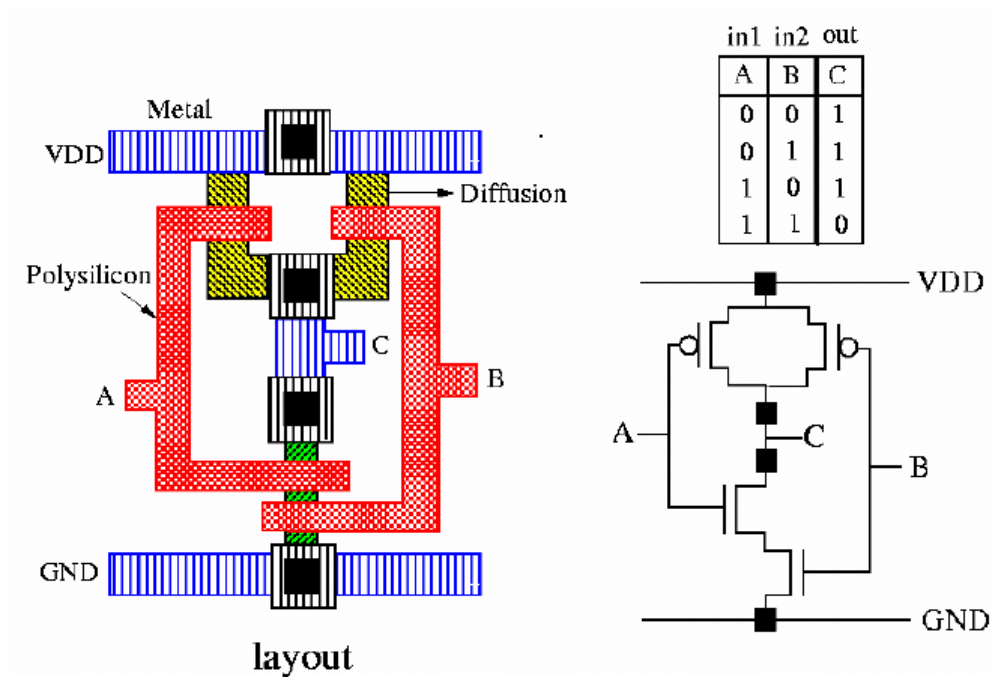 Metal
VDD
Diffusion
Polysilicon
C
A
B
GND
layout
in1 in2 out
A B C
0 0 1
0 1 1
1 0 1
1 1 0
VDD
A
C
B
GND